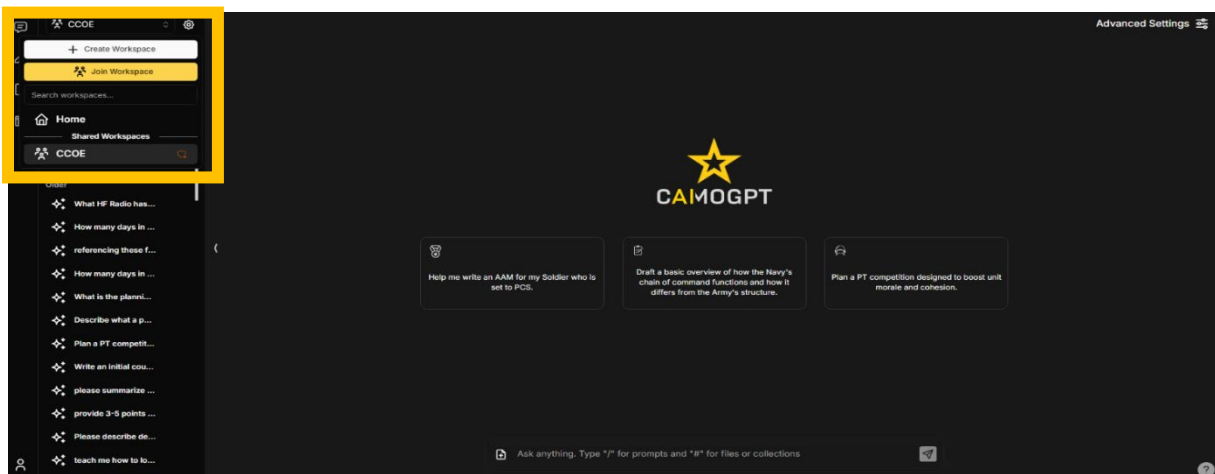 CCOE
Create Workspace
Join Workspace
Search workspaces...
Home
Shared Workspaces
CCOE
Older
What HF Radio has...
How many days in ...
referencing these f...
How many days in ...
What is the planni...
Describe what a p...
Plan a PT competit...
Write an initial cou...
please summarize ...
provide 3-5 points ...
Please describe de...
teach me how to lo...
Advanced Settings
CAMOGPT
Help me write an AAM for my Soldier who is
set to PCS.
Draft a basic overview of how the Navy's
chain of command functions and how it
differs from the Army's structure.
Plan a PT competition designed to boost unit
morale and cohesion.
Ask anything. Type "/" for prompts and "#" for files or collections
?